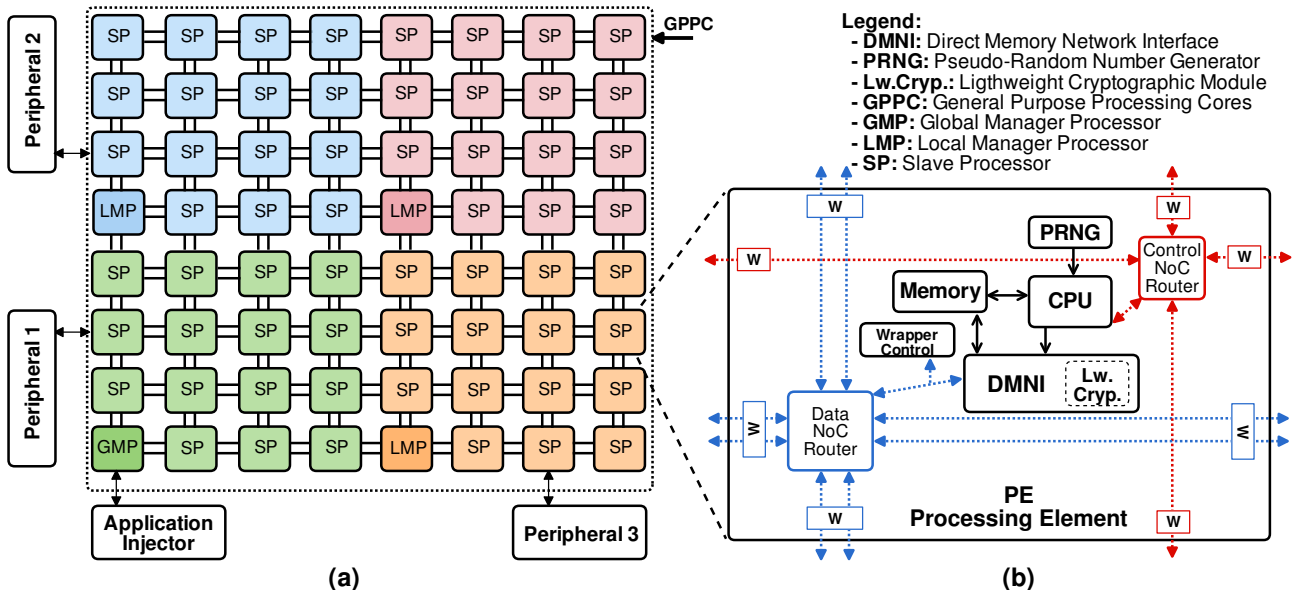 Peripheral 2
Peripheral 1
SP SP SP SP SP SP SP SP
SP SP SP SP SP SP SP SP
SP SP SP SP SP SP SP SP
LMP SP SP SP LMP SP SP SP
SP SP SP SP SP SP SP SP
SP SP SP SP SP SP SP SP
SP SP SP SP SP SP SP SP
GMP SP SP SP LMP SP SP SP
GPPC
Application
Injector
Peripheral 3
(a)
Legend:
- DMNI: Direct Memory Network Interface
- PRNG: Pseudo-Random Number Generator
- Lw.Cryp.: Ligthweight Cryptographic Module
- GPPC: General Purpose Processing Cores
- GMP: Global Manager Processor
- LMP: Local Manager Processor
- SP: Slave Processor
W
W
PRNG
Control
NoC
Router
W
W
Memory
CPU
Wrapper
Control
DMNI
Lw.
Cryp.
Data
NoC
Router
W
W
PE
Processing Element
W
W
(b)